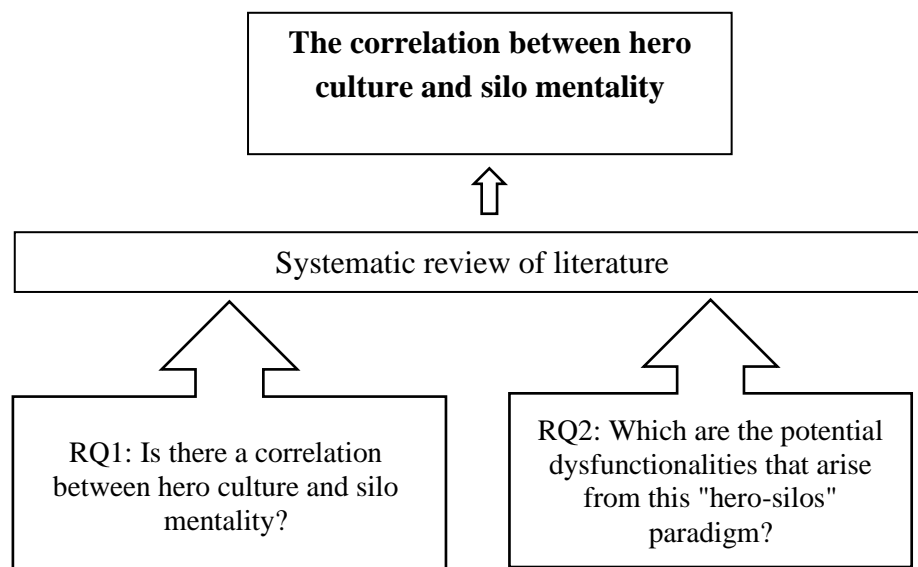 The correlation between hero
culture and silo mentality
Systematic review of literature
RQ1: Is there a correlation
between hero culture and silo
mentality?
RQ2: Which are the potential
dysfunctionalities that arise
from this "hero-silos"
paradigm?